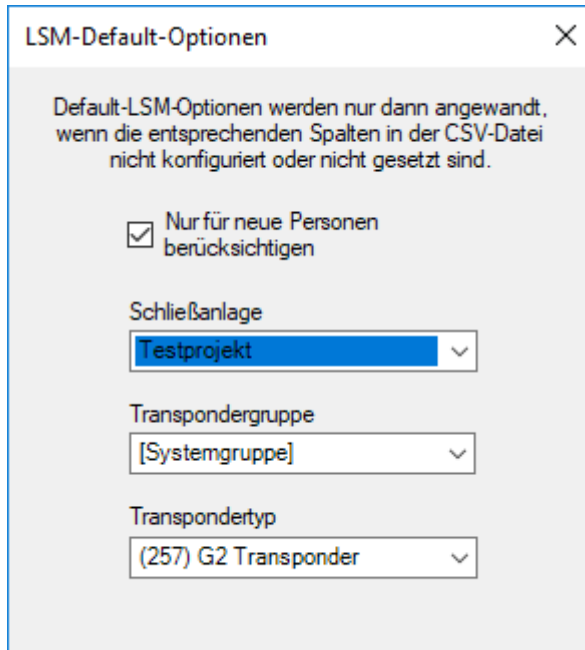 LSM-Default-Optionen
Default-LSM-Optionen werden nur dann angewandt,
wenn die entsprechenden Spalten in der CSV-Datei
nicht konfiguriert oder nicht gesetzt sind.
Nur für neue Personen
berücksichtigen
Schließanlage
Testprojekt
Transpondergruppe
[Systemgruppe]
Transpondertyp
(257) G2 Transponder